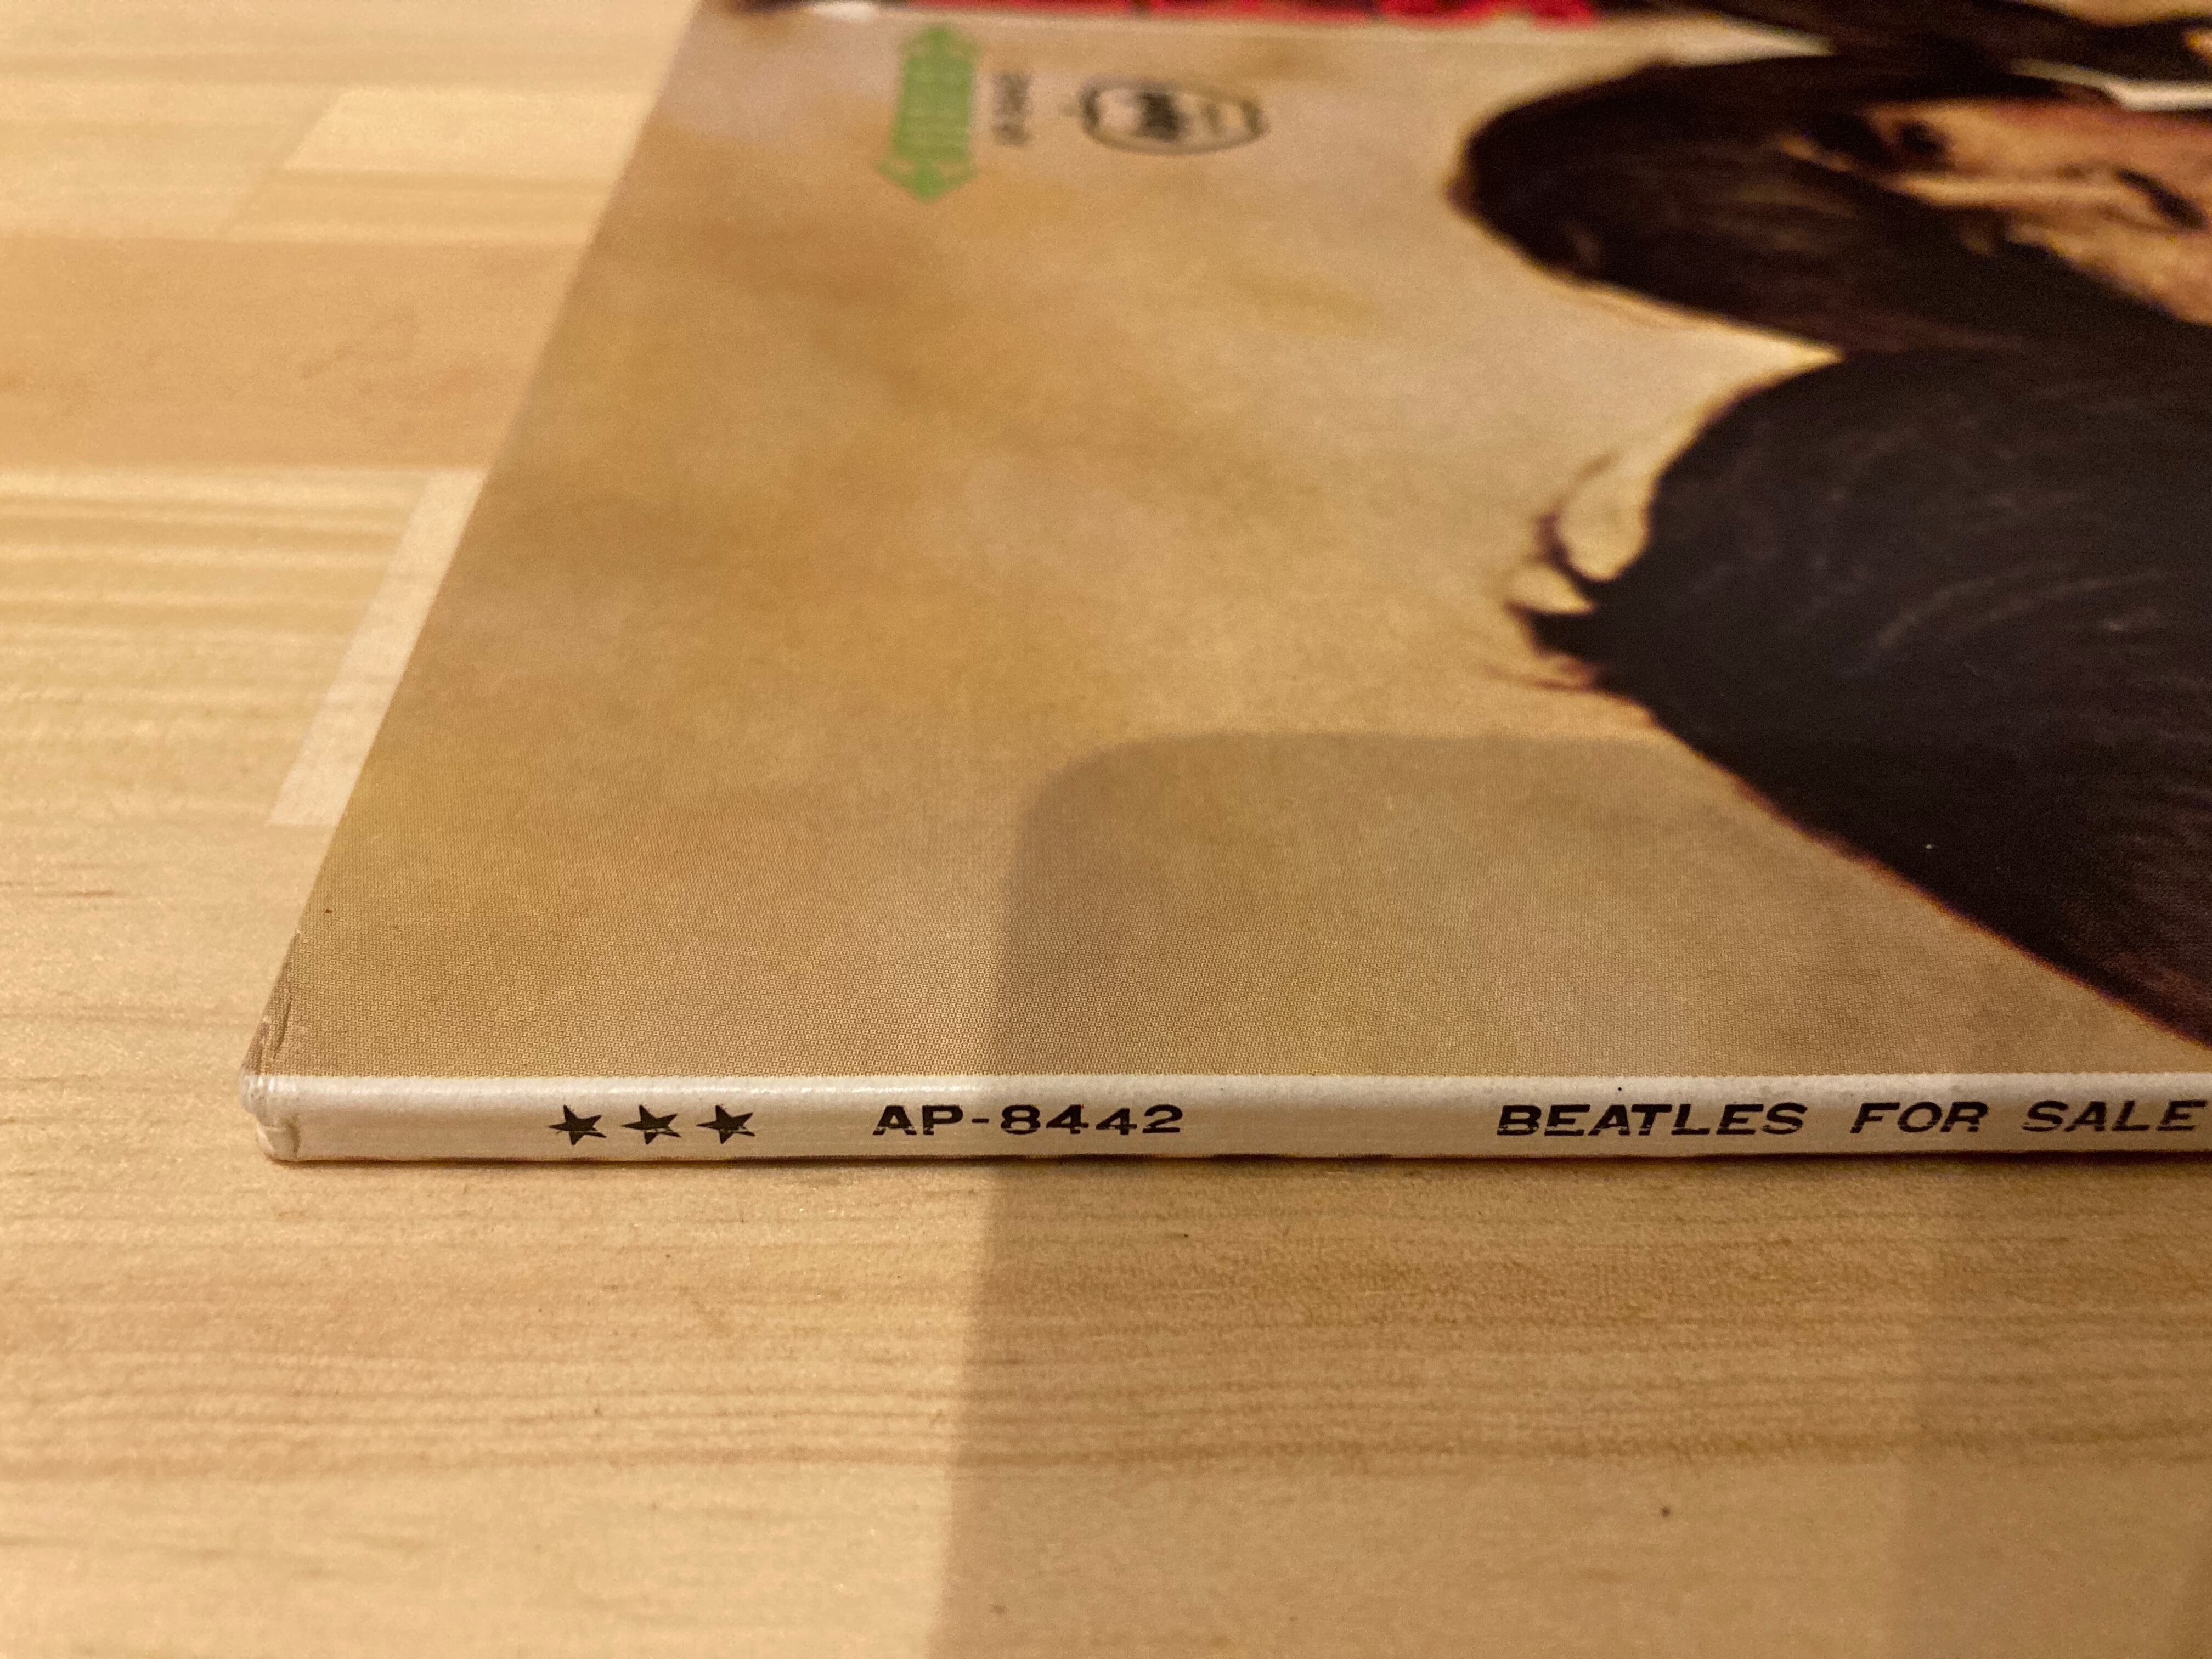 ★★★ AP-8442 BEATLES FOR SALE